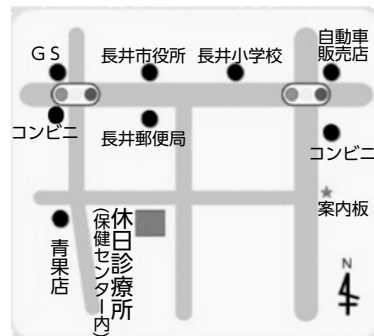 GS
長井市役所
長井小学校
自動車
販売店
コンビニ
長井郵便局
コンビニ
案内板
青果店
休日診療所
(保健センター内)
N